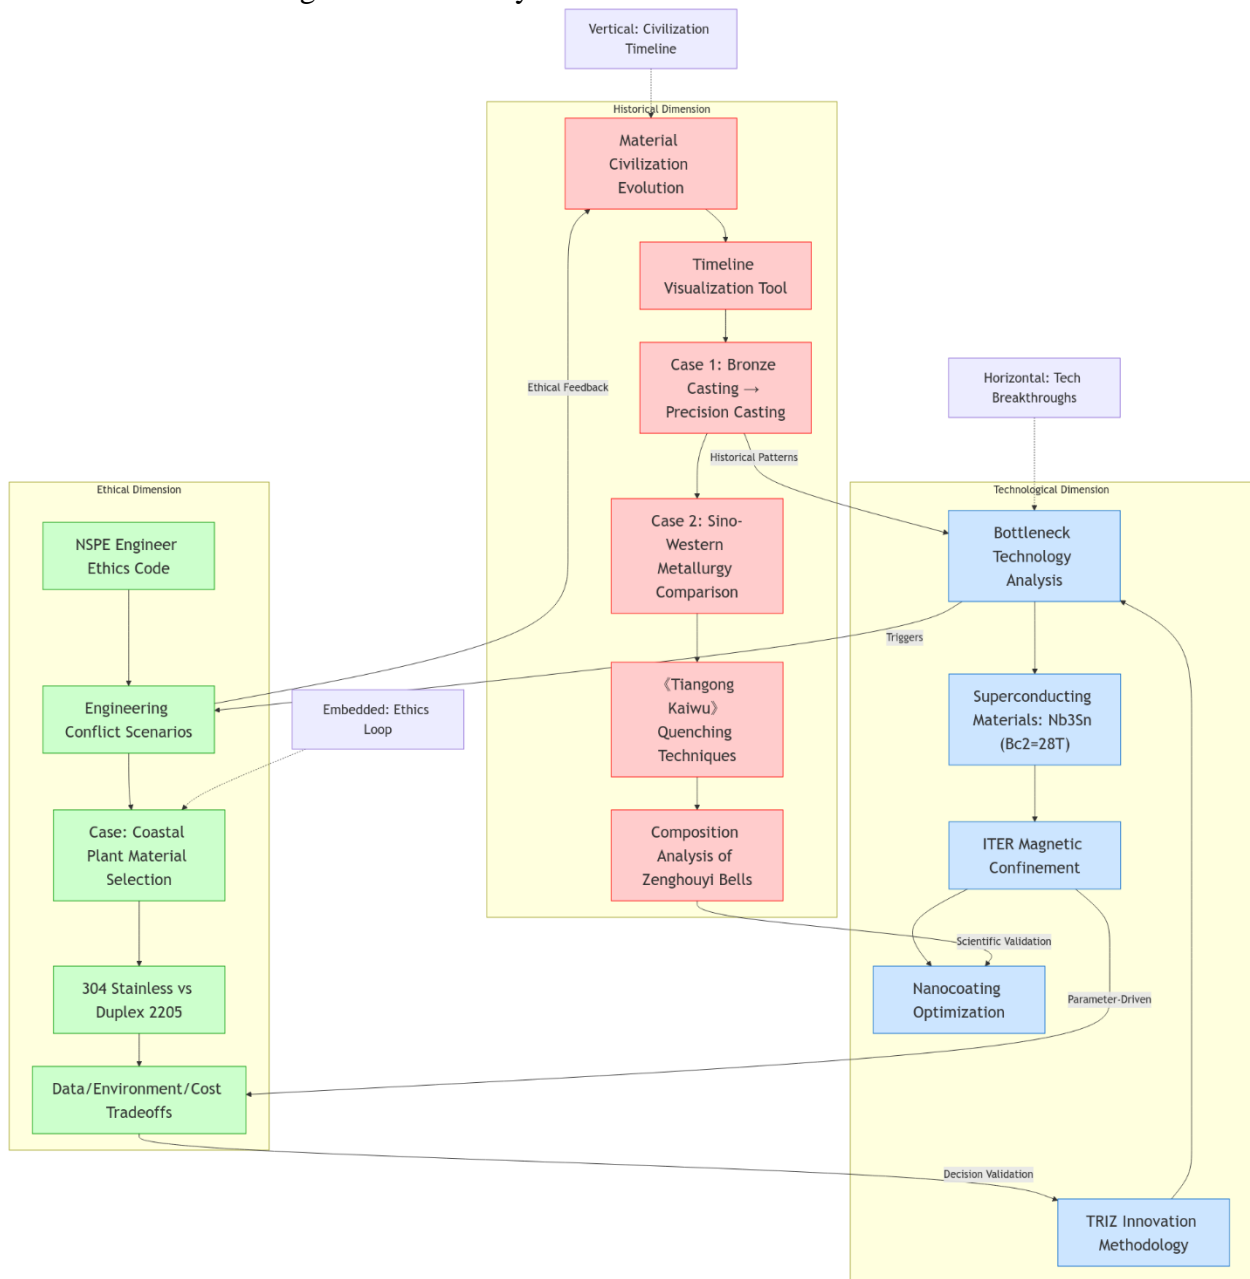 Vertical: Civilization
Timeline
Historical Dimension
Material
Civilization
Evolution
Timeline
Visualization Tool
Case 1: Bronze
Casting →
Precision Casting
Ethical Feedback
Historical Patterns
Horizontal: Tech
Breakthroughs
Ethical Dimension
NSPE Engineer
Ethics Code
Case 2: Sino-
Western
Metallurgy
Comparison
Technological Dimension
Bottleneck
Technology
Analysis
Triggers
Engineering
Conflict Scenarios
Embedded: Ethics
Loop
《Tiangong
Kaiwu》
Quenching
Techniques
Superconducting
Materials: Nb3Sn
(Bc2=28T)
Case: Coastal
Plant Material
Selection
Composition
Analysis of
Zenghouyi Bells
ITER Magnetic
Confinement
Scientific Validation
304 Stainless vs
Duplex 2205
Nanocoating
Optimization
Parameter-Driven
Data/Environment/Cost
Tradeoffs
Decision Validation
TRIZ Innovation
Methodology